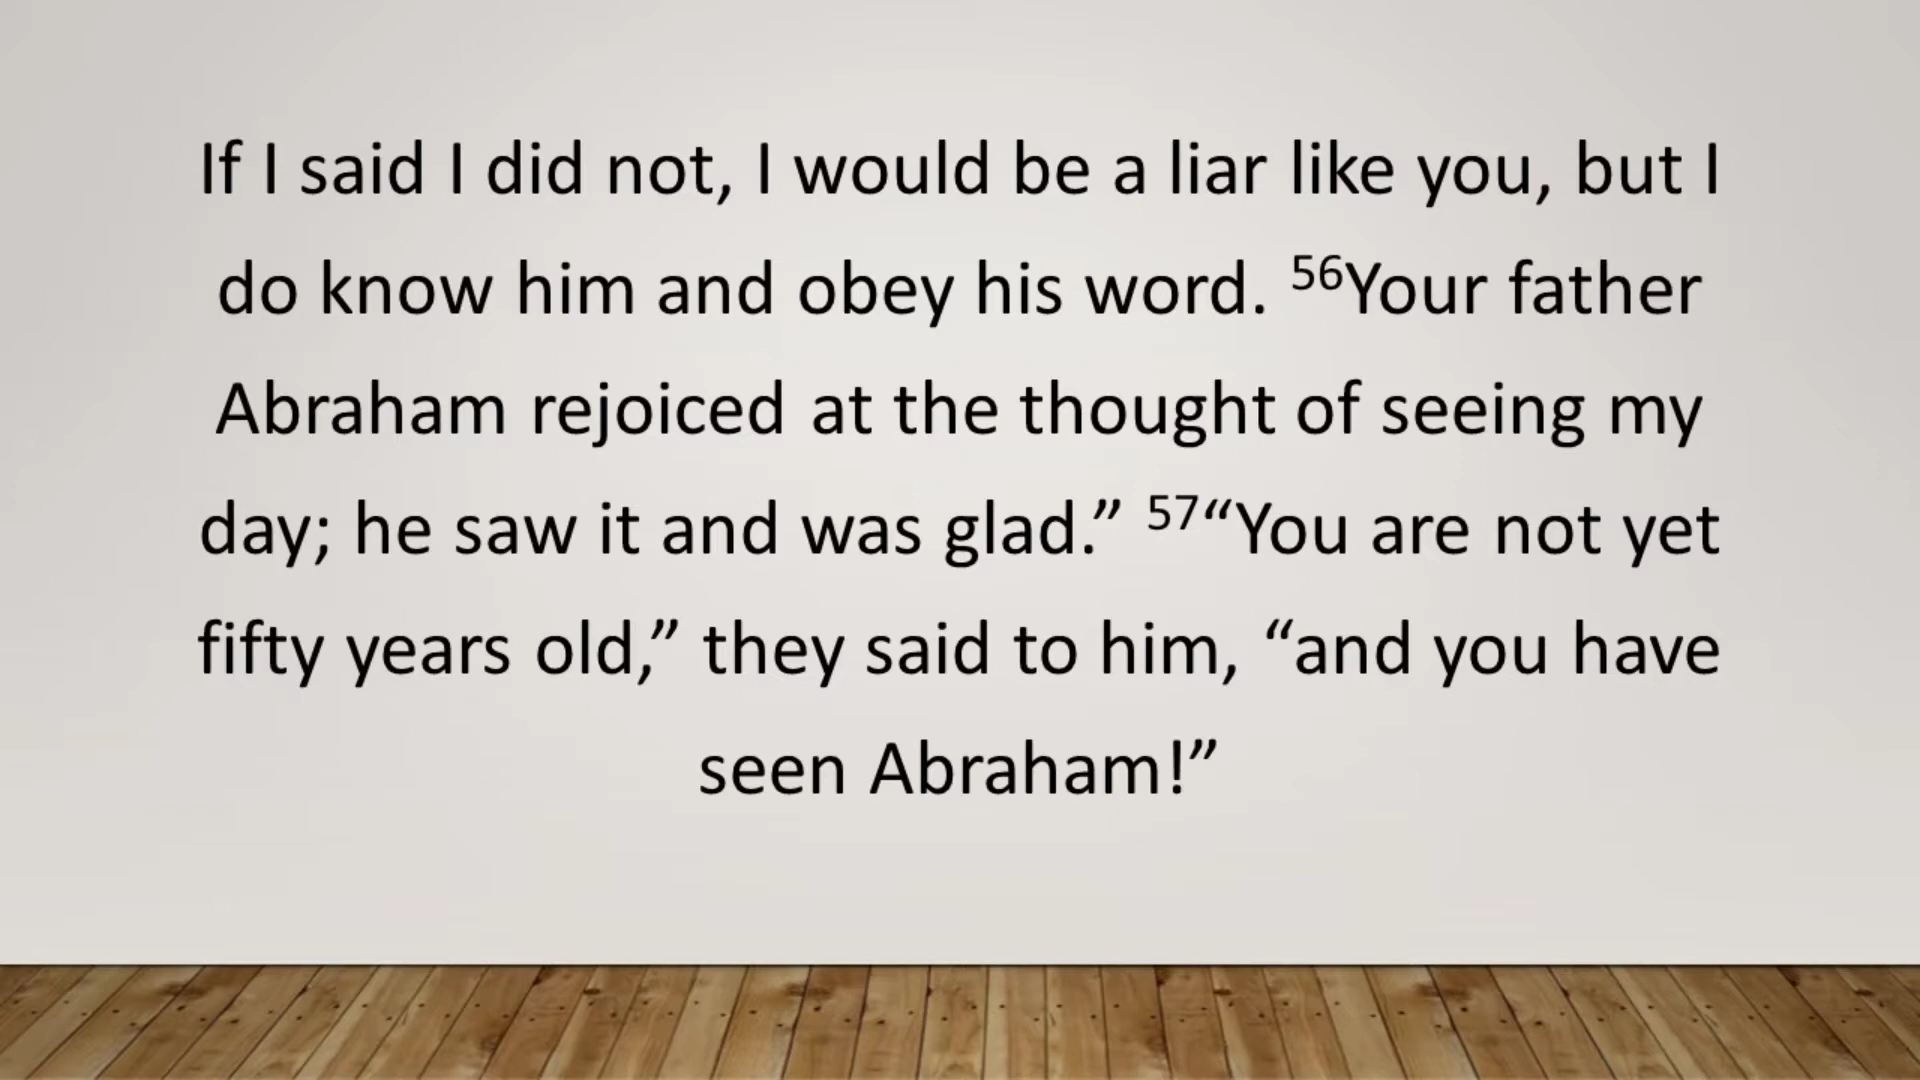 If I said I did not, I would be a liar like you, but I
do know him and obey his word. 56Your father
Abraham rejoiced at the thought of seeing my
day; he saw it and was glad.” 57“You are not yet
fifty years old,” they said to him, “and you have
seen Abraham!”